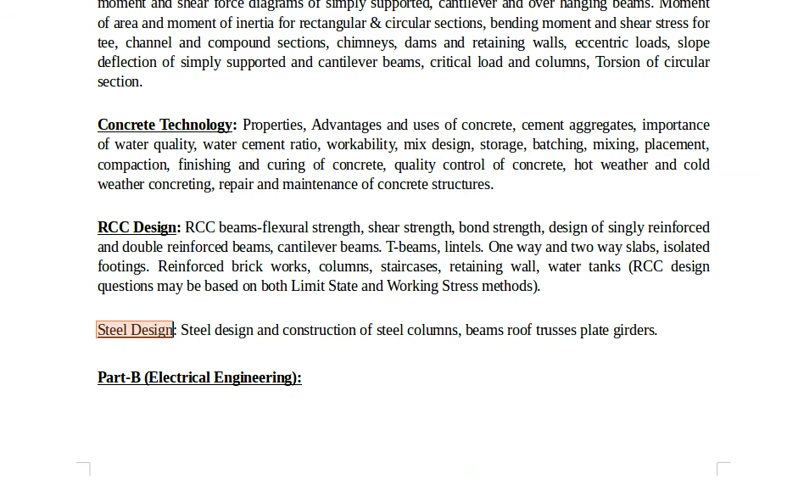 moment and shear force diagrams of simply supported, cantilever and over hanging beams. Moment
of area and moment of inertia for rectangular & circular sections, bending moment and shear stress for
tee, channel and compound sections, chimneys, dams and retaining walls, eccentric loads, slope
deflection of simply supported and cantilever beams, critical load and columns, Torsion of circular
section.
Concrete Technology: Properties, Advantages and uses of concrete, cement aggregates, importance
of water quality, water cement ratio, workability, mix design, storage, batching, mixing, placement,
compaction, finishing and curing of concrete, quality control of concrete, hot weather and cold
weather concreting, repair and maintenance of concrete structures.
RCC Design: RCC beams-flexural strength, shear strength, bond strength, design of singly reinforced
and double reinforced beams, cantilever beams. T-beams, lintels. One way and two way slabs, isolated
footings. Reinforced brick works, columns, staircases, retaining wall, water tanks (RCC design
questions may be based on both Limit State and Working Stress methods).
Steel Design: Steel design and construction of steel columns, beams roof trusses plate girders.
Part-B (Electrical Engineering):